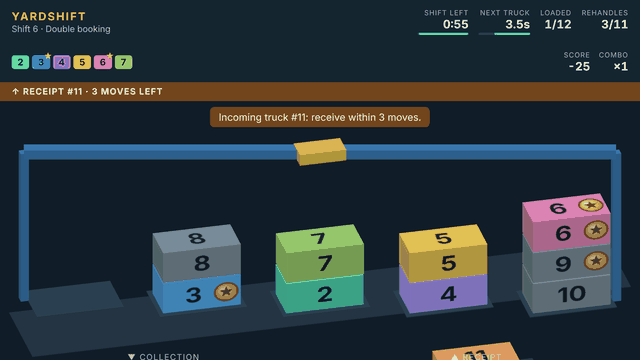 YARDSHIFT
Shift 6 · Double booking
SHIFT LEFT
0:55
NEXT TRUCK
3.5s
LOADED
1/12
REHANDLES
3/11
2 3 4 5 6 7
SCORE
-25
COMBO
×1
↑ RECEIPT #11 · 3 MOVES LEFT
Incoming truck #11: receive within 3 moves.
8
8
3
7
7
2
5
5
4
6
6
9
10
▼ COLLECTION
▲ RECEIPT